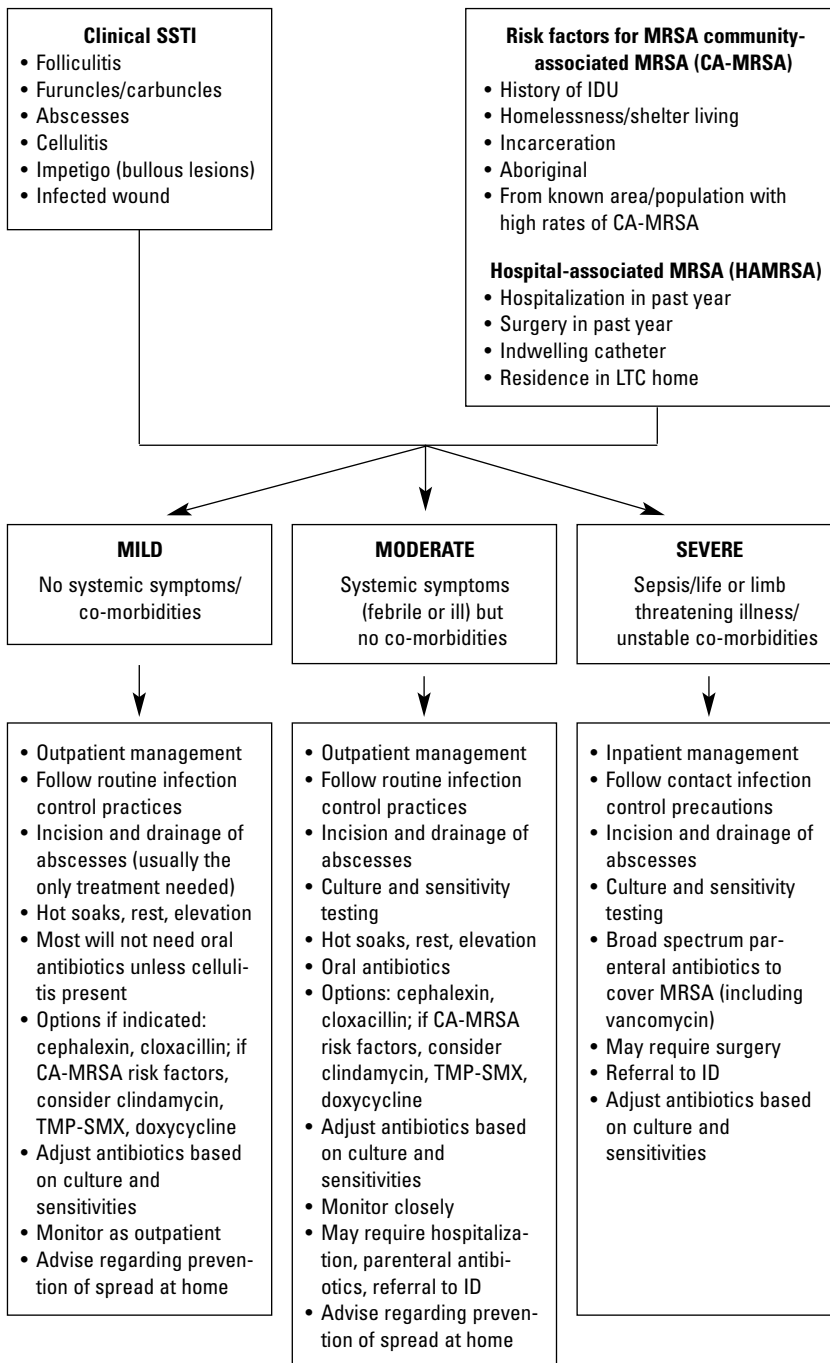 Clinical SSTI
• Folliculitis
• Furuncles/carbuncles
• Abscesses
• Cellulitis
• Impetigo (bullous lesions)
• Infected wound
Risk factors for MRSA community-
associated MRSA (CA-MRSA)
• History of IDU
• Homelessness/shelter living
• Incarceration
• Aboriginal
• From known area/population with
high rates of CA-MRSA
Hospital-associated MRSA (HAMRSA)
• Hospitalization in past year
• Surgery in past year
• Indwelling catheter
• Residence in LTC home
MILD
No systemic symptoms/
co-morbidities
MODERATE
Systemic symptoms
(febrile or ill) but
no co-morbidities
SEVERE
Sepsis/life or limb
threatening illness/
unstable co-morbidities
• Outpatient management
• Follow routine infection
control practices
• Incision and drainage of
abscesses (usually the
only treatment needed)
• Hot soaks, rest, elevation
• Most will not need oral
antibiotics unless celluli-
tis present
• Options if indicated:
cephalexin, cloxacillin; if
CA-MRSA risk factors,
consider clindamycin,
TMP-SMX, doxycycline
• Adjust antibiotics based
on culture and
sensitivities
• Monitor as outpatient
• Advise regarding preven-
tion of spread at home
• Outpatient management
• Follow routine infection
control practices
• Incision and drainage of
abscesses
• Culture and sensitivity
testing
• Hot soaks, rest, elevation
• Oral antibiotics
• Options: cephalexin,
cloxacillin; if CA-MRSA
risk factors, consider
clindamycin, TMP-SMX,
doxycycline
• Adjust antibiotics based
on culture and
sensitivities
• Monitor closely
• May require hospitaliza-
tion, parenteral antibi-
otics, referral to ID
• Advise regarding preven-
tion of spread at home
• Inpatient management
• Follow contact infection
control precautions
• Incision and drainage of
abscesses
• Culture and sensitivity
testing
• Broad spectrum par-
enteral antibiotics to
cover MRSA (including
vancomycin)
• May require surgery
• Referral to ID
• Adjust antibiotics based
on culture and
sensitivities